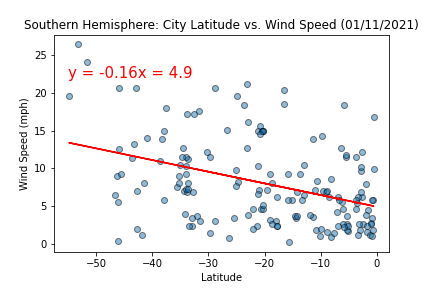 Southern Hemisphere: City Latitude vs. Wind Speed (01/11/2021)
25
y = -0.16x = 4.9
20
15
10
5
0
Wind Speed (mph)
−50 −40 −30 −20 −10 0
Latitude